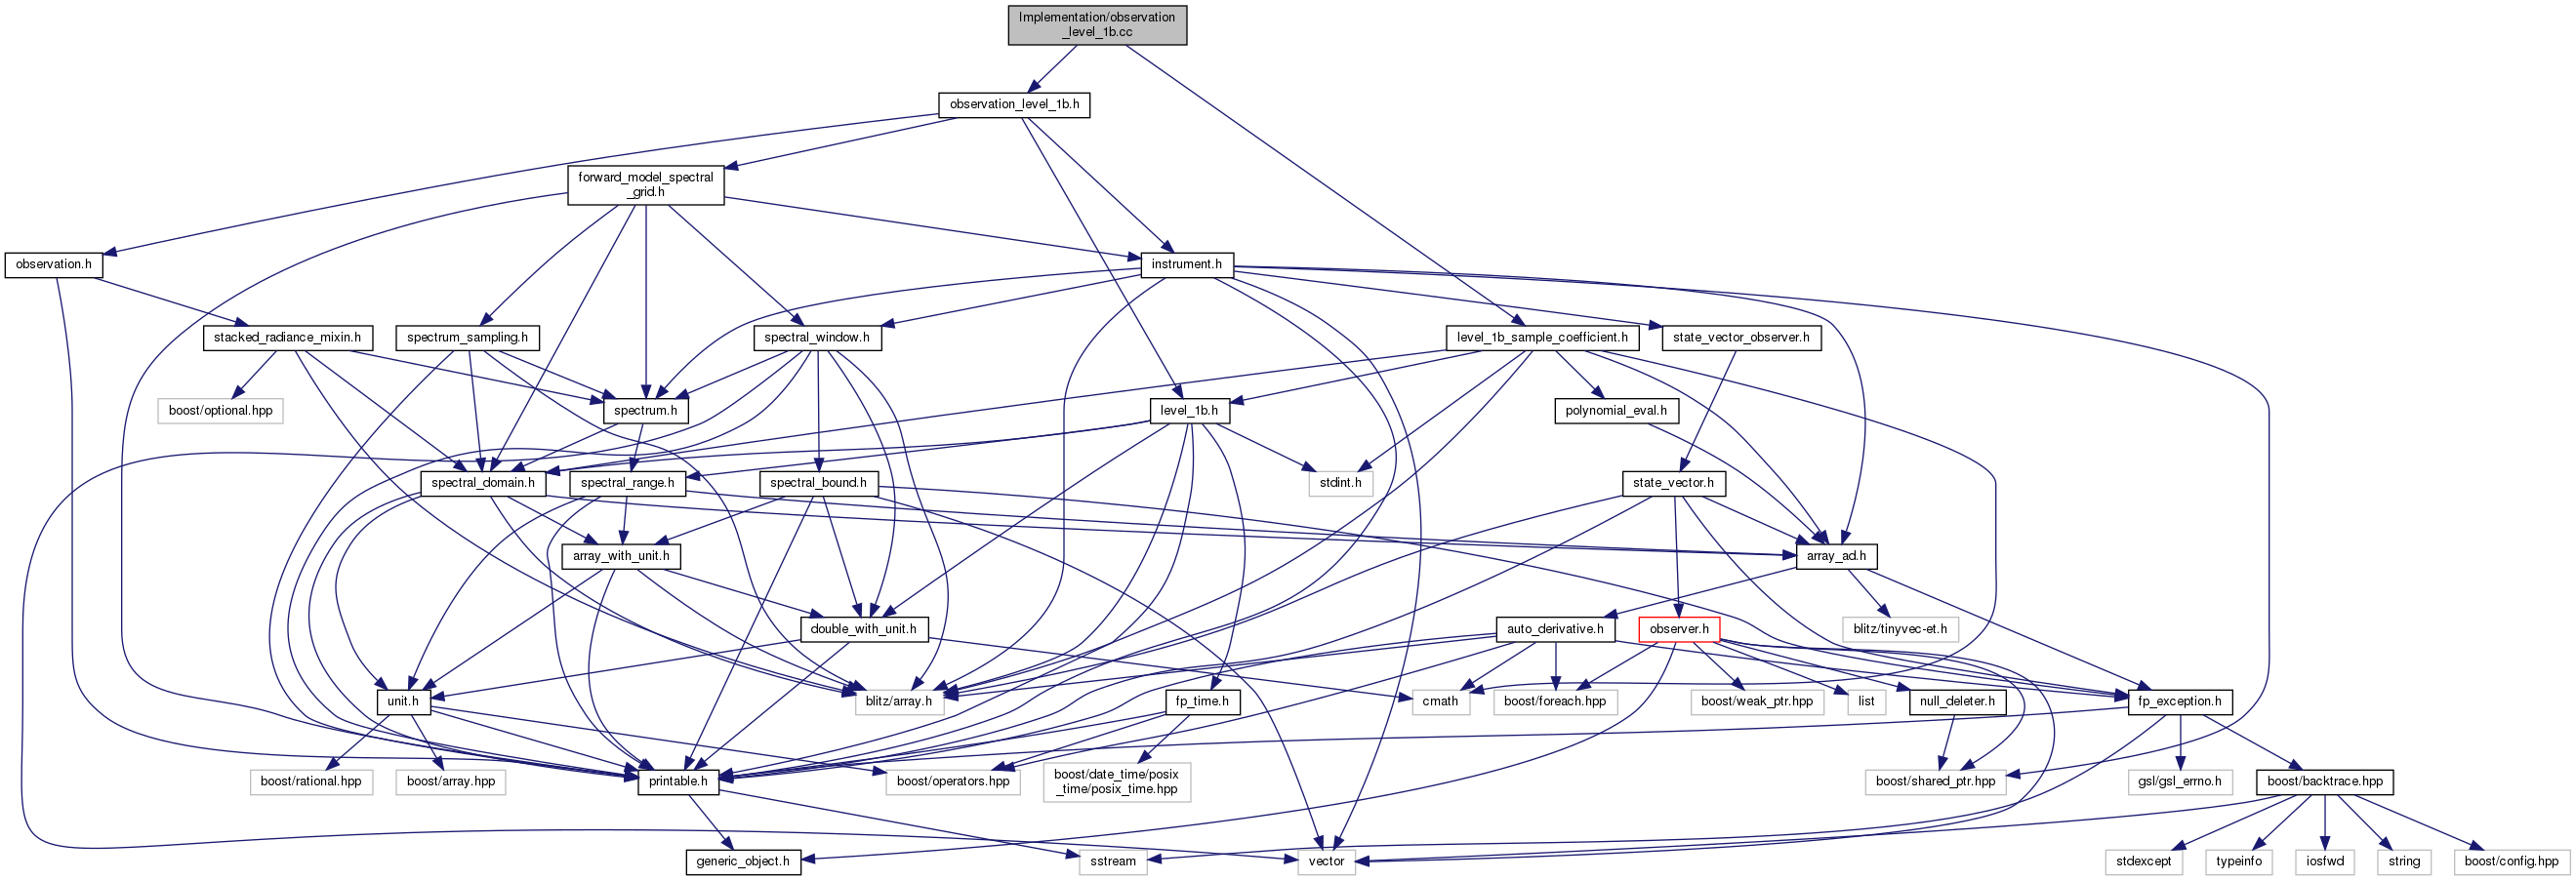 Implementation/observation
_level_1b.cc
observation_level_1b.h
forward_model_spectral
_grid.h
observation.h
instrument.h
stacked_radiance_mixin.h
spectrum_sampling.h
spectral_window.h
level_1b_sample_coefficient.h
state_vector_observer.h
boost/optional.hpp
spectrum.h
level_1b.h
polynomial_eval.h
spectral_domain.h
spectral_range.h
spectral_bound.h
stdint.h
state_vector.h
array_with_unit.h
array_ad.h
double_with_unit.h
auto_derivative.h
observer.h
blitz/tinyvec-et.h
unit.h
blitz/array.h
fp_time.h
cmath
boost/foreach.hpp
boost/weak_ptr.hpp
list
null_deleter.h
fp_exception.h
boost/rational.hpp
boost/array.hpp
printable.h
boost/operators.hpp
boost/date_time/posix
_time/posix_time.hpp
boost/shared_ptr.hpp
gsl/gsl_errno.h
boost/backtrace.hpp
generic_object.h
sstream
vector
stdexcept
typeinfo
iosfwd
string
boost/config.hpp